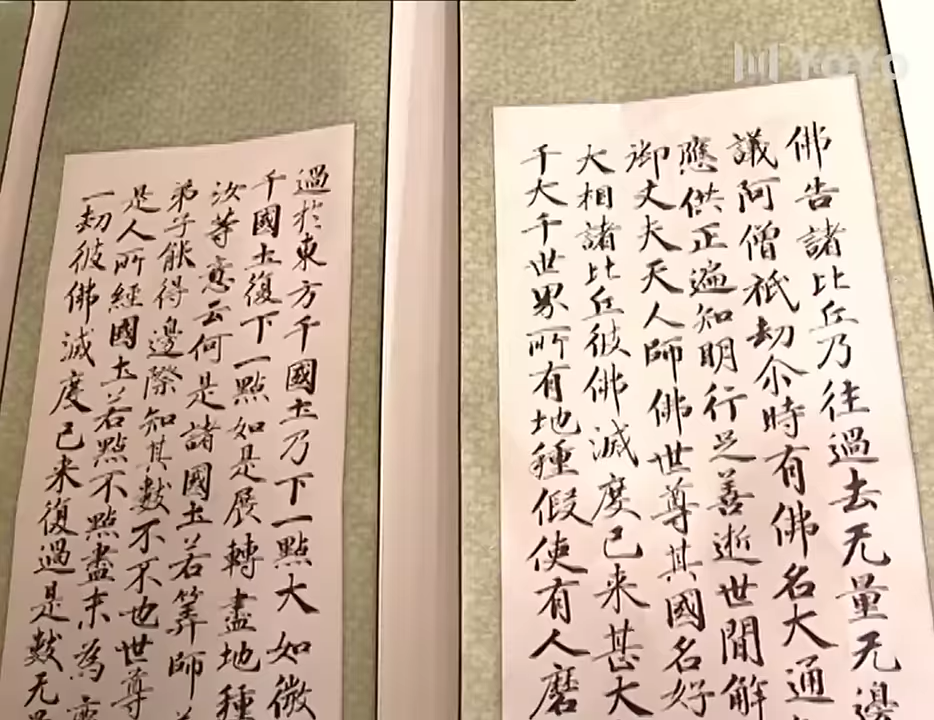 佛告諸比丘乃往過去无量无邊
議阿僧祇劫尒時有佛名大通
應供正遍知明行足善逝世間解
御丈夫天人師佛世尊其國名好
大相諸比丘彼佛滅度已来甚大
千大千世界所有地種假使有人磨
過於東方千國土乃下一點大如微
千國土復下一點如是展轉盡地種
汝等意云何是諸國土若筭師
弟子能得邊際知其數不不也世尊
是人所經國土若點不點盡末為
一劫彼佛滅度已来復過是數无
YOYO